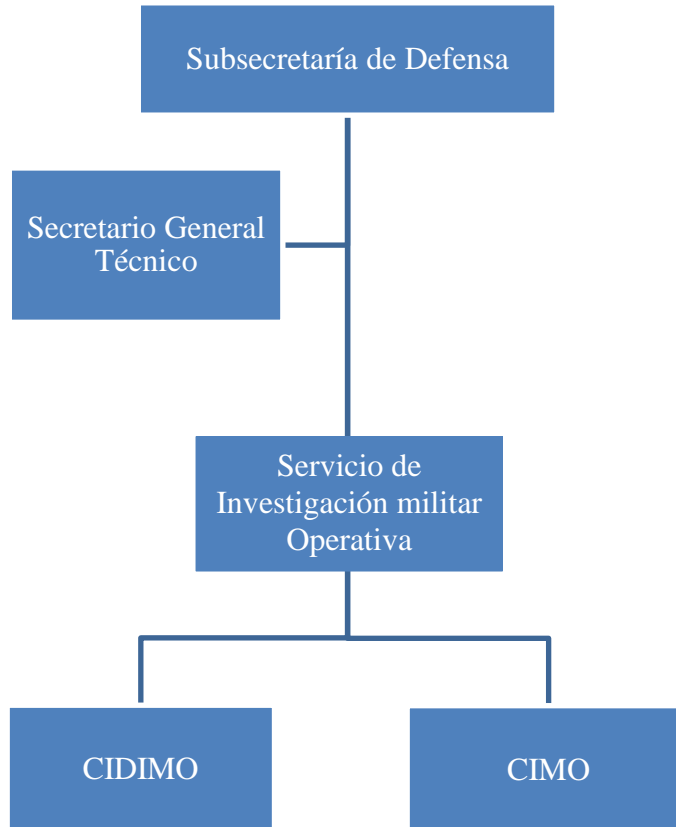 Subsecretaría de Defensa
Secretario General
Técnico
Servicio de
Investigación militar
Operativa
CIDIMO
CIMO